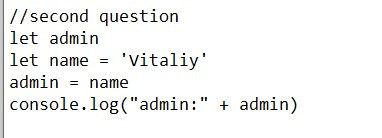 //second question
let admin
let name = 'Vitaliy'
admin = name
console.log("admin:" + admin)